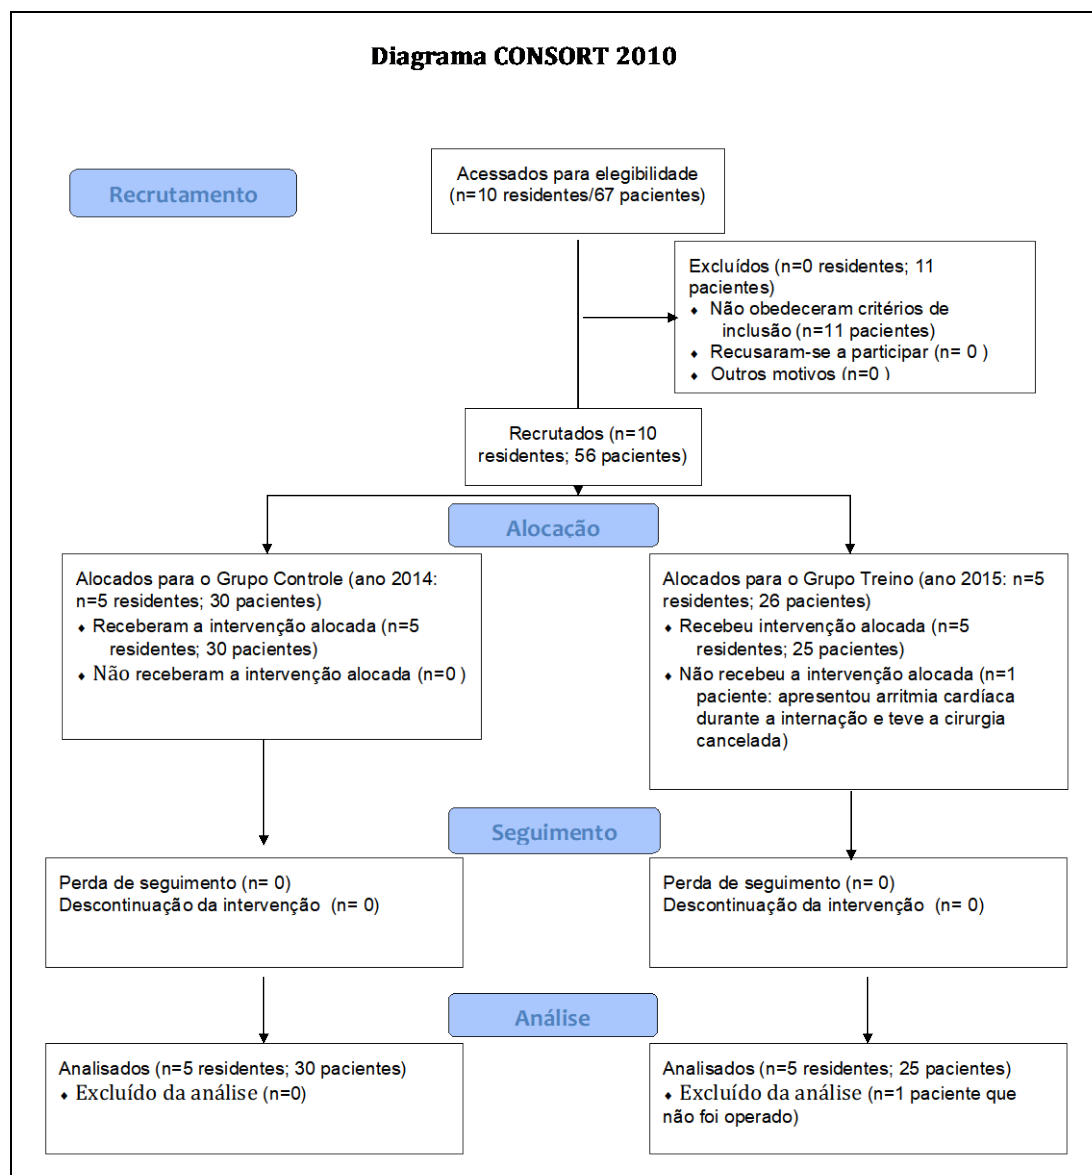 Diagrama CONSORT 2010
Recrutamento
Acessados para elegibilidade
(n=10 residentes/67 pacientes)
Excluídos (n=0 residentes; 11
pacientes)
♦ Não obedeceram critérios de
inclusão (n=11 pacientes)
♦ Recusaram-se a participar (n= 0 )
♦ Outros motivos (n=0 )
Recrutados (n=10
residentes; 56 pacientes)
Alocação
Alocados para o Grupo Controle (ano 2014:
n=5 residentes; 30 pacientes)
♦ Receberam a intervenção alocada (n=5
residentes; 30 pacientes)
♦ Não receberam a intervenção alocada (n=0 )
Alocados para o Grupo Treino (ano 2015: n=5
residentes; 26 pacientes)
♦ Recebeu intervenção alocada (n=5
residentes; 25 pacientes)
♦ Não recebeu a intervenção alocada (n=1
paciente: apresentou arritmia cardíaca
durante a internação e teve a cirurgia
cancelada)
Seguimento
Perda de seguimento (n= 0)
Descontinuação da intervenção  (n= 0)
Perda de seguimento (n= 0)
Descontinuação da intervenção  (n= 0)
Análise
Analisados (n=5 residentes; 30 pacientes)
♦ Excluído da análise (n=0)
Analisados (n=5 residentes; 25 pacientes)
♦ Excluído da análise (n=1 paciente que
não foi operado)